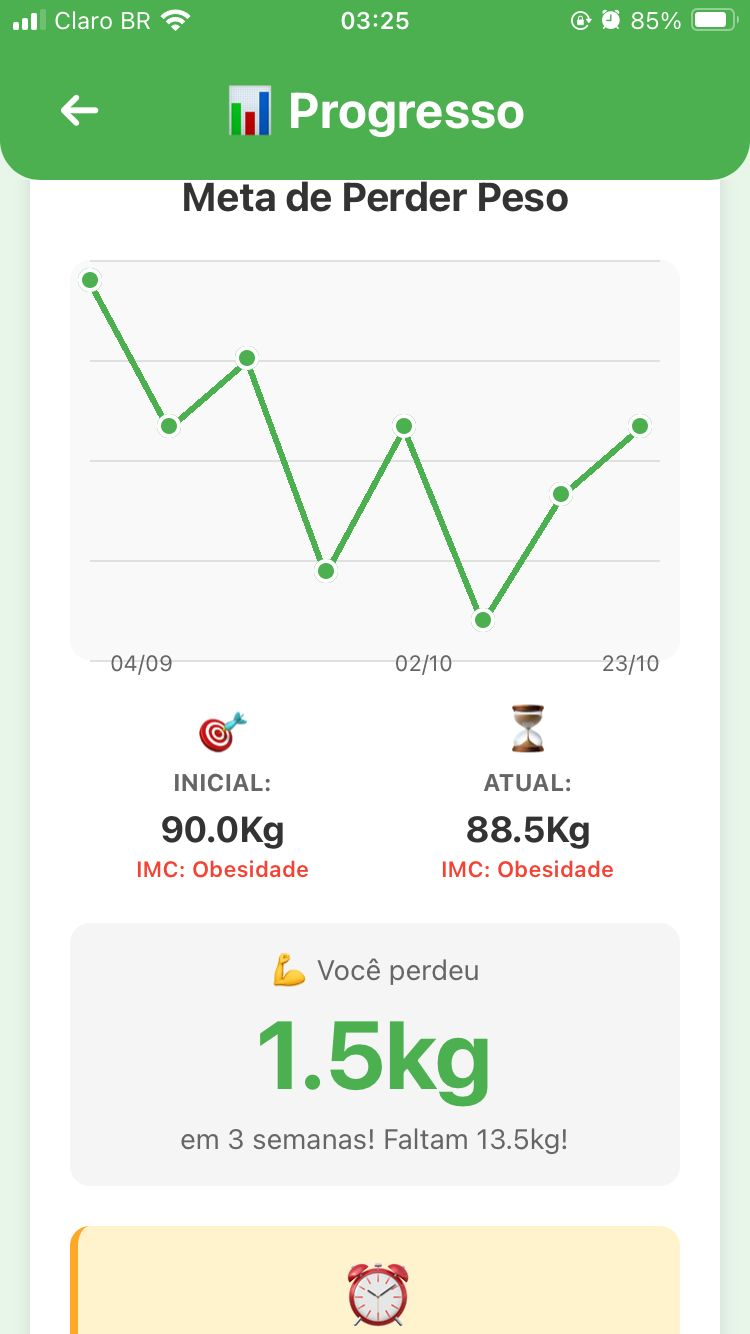 Claro BR 03:25 85%
Progresso
Meta de Perder Peso
04/09 02/10 23/10
INICIAL: ATUAL:
90.0Kg 88.5Kg
IMC: Obesidade IMC: Obesidade
Você perdeu
1.5kg
em 3 semanas! Faltam 13.5kg!